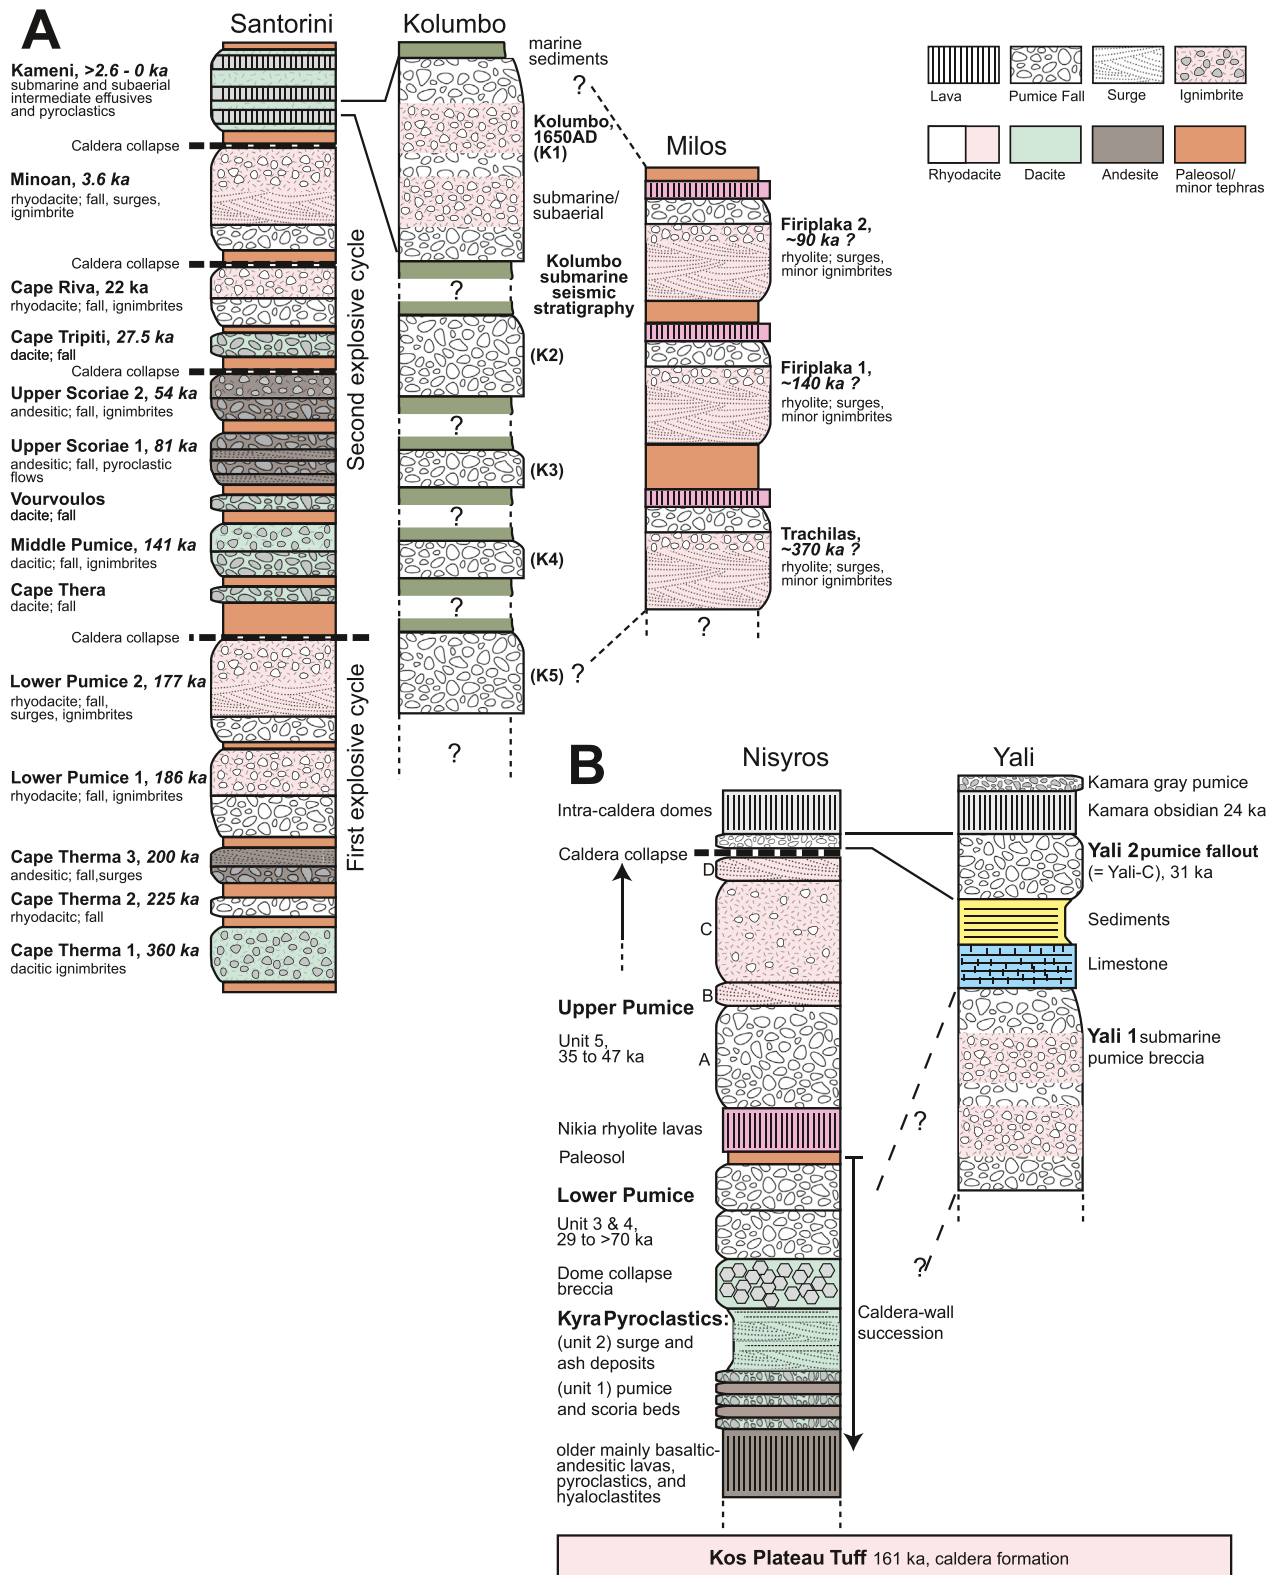 A
Santorini
Kameni, >2.6 - 0 ka
submarine and subaerial
intermediate effusives
and pyroclastics
Caldera collapse
Minoan, 3.6 ka
rhyodacite; fall, surges,
ignimbrite
Caldera collapse
Cape Riva, 22 ka
rhyodacite; fall, ignimbrites
Cape Tripiti, 27.5 ka
dacite; fall
Caldera collapse
Upper Scoriae 2, 54 ka
andesitic; fall, ignimbrites
Upper Scoriae 1, 81 ka
andesitic; fall, pyroclastic
flows
Vourvoulos
dacite; fall
Middle Pumice, 141 ka
dacitic; fall, ignimbrites
Cape Thera
dacite; fall
Caldera collapse
Lower Pumice 2, 177 ka
rhyodacite; fall,
surges, ignimbrites
Lower Pumice 1, 186 ka
rhyodacite; fall, ignimbrites
Cape Therma 3, 200 ka
andesitic; fall,surges
Cape Therma 2, 225 ka
rhyodacitc; fall
Cape Therma 1, 360 ka
dacitic ignimbrites
Second explosive cycle
First explosive cycle
Kolumbo
marine
sediments
?
Kolumbo,
1650AD
(K1)
submarine/
subaerial
Kolumbo
submarine
seismic
stratigraphy
?
(K2)
?
(K3)
?
(K4)
?
(K5) ?
?
Milos
Firiplaka 2,
~90 ka ?
rhyolite; surges,
minor ignimbrites
Firiplaka 1,
~140 ka ?
rhyolite; surges,
minor ignimbrites
Trachilas,
~370 ka ?
rhyolite; surges,
minor ignimbrites
?
Lava
Pumice Fall
Surge
Ignimbrite
Rhyodacite
Dacite
Andesite
Paleosol/
minor tephras
B
Nisyros
Intra-caldera domes
Caldera collapse
D
C
B
Upper Pumice
Unit 5,
35 to 47 ka
A
Nikia rhyolite lavas
Paleosol
Lower Pumice
Unit 3 & 4,
29 to >70 ka
Dome collapse
breccia
Kyra Pyroclastics:
(unit 2) surge and
ash deposits
(unit 1) pumice
and scoria beds
older mainly basaltic-
andesitic lavas,
pyroclastics, and
hyaloclastites
Caldera-wall
succession
Yali
Kamara gray pumice
Kamara obsidian 24 ka
Yali 2 pumice fallout
(= Yali-C), 31 ka
Sediments
Limestone
Yali 1 submarine
pumice breccia
?
?
Kos Plateau Tuff 161 ka, caldera formation